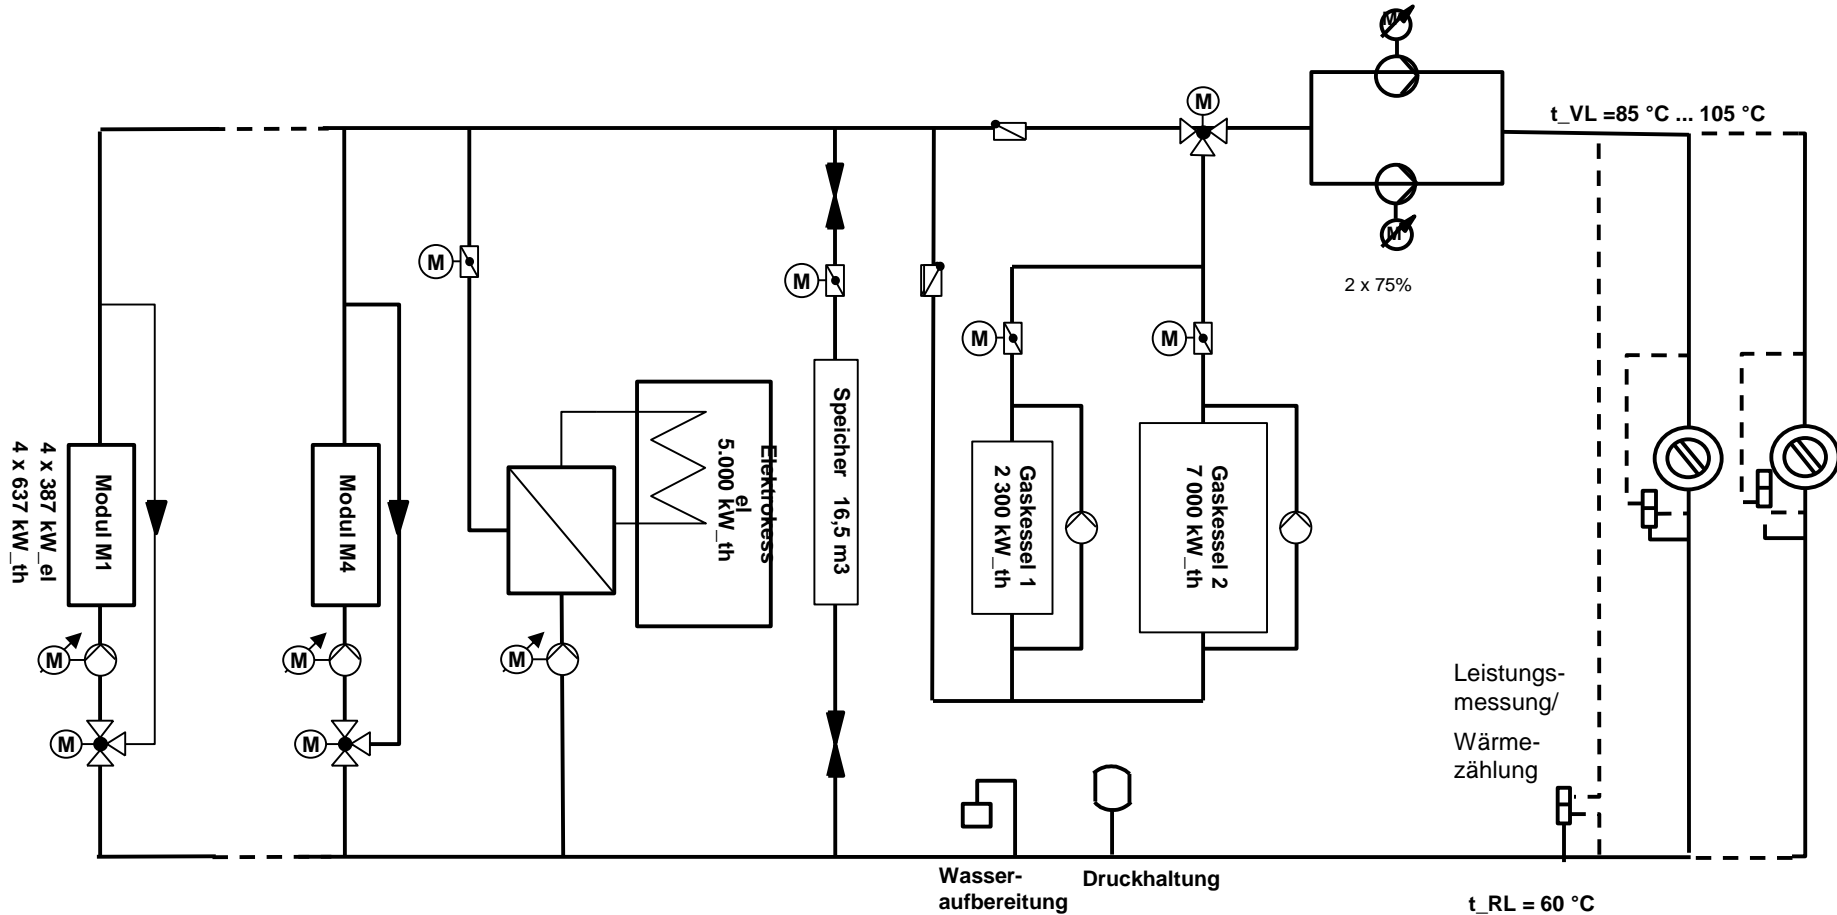 M
M
t_VL =85 °C ... 105 °C
M
2 x 75%
M
M
M
M
4 x 387 kW_el
4 x 637 kW_th
Modul M1
Modul M4
Elektrokess
el
5.000 kW_th
Speicher 16,5 m3
Gaskessel 1
2 300 kW_th
Gaskessel 2
7 000 kW_th
M
M
M
M
M
Leistungs-
messung/
Wärme-
zählung
Wasser-
aufbereitung
Druckhaltung
t_RL = 60 °C